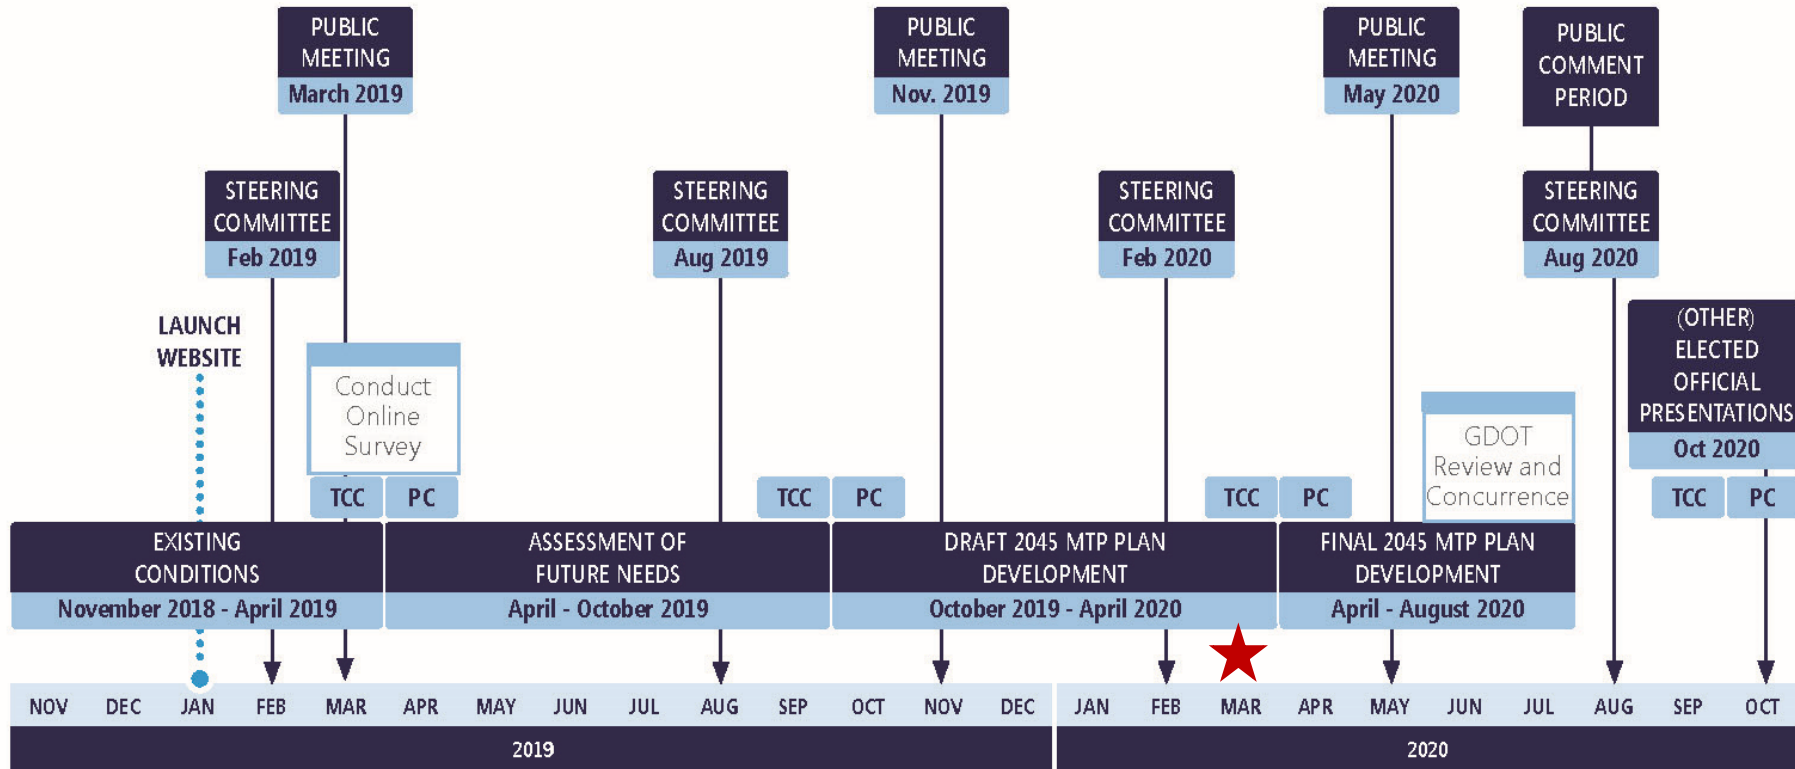 PUBLIC
MEETING
March 2019
PUBLIC
MEETING
Nov. 2019
PUBLIC
MEETING
May 2020
PUBLIC
COMMENT
PERIOD
STEERING
COMMITTEE
Feb 2019
STEERING
COMMITTEE
Aug 2019
STEERING
COMMITTEE
Feb 2020
STEERING
COMMITTEE
Aug 2020
LAUNCH
WEBSITE
Conduct
Online
Survey
GDOT
Review and
Concurrence
(OTHER)
ELECTED
OFFICIAL
PRESENTATIONS
Oct 2020
TCC PC
TCC PC
TCC PC
TCC PC
EXISTING
CONDITIONS
November 2018 - April 2019
ASSESSMENT OF
FUTURE NEEDS
April - October 2019
DRAFT 2045 MTP PLAN
DEVELOPMENT
October 2019 - April 2020
FINAL 2045 MTP PLAN
DEVELOPMENT
April - August 2020
NOV DEC JAN FEB MAR APR MAY JUN JUL AUG SEP OCT NOV DEC JAN FEB MAR APR MAY JUN JUL AUG SEP OCT
2019 2020